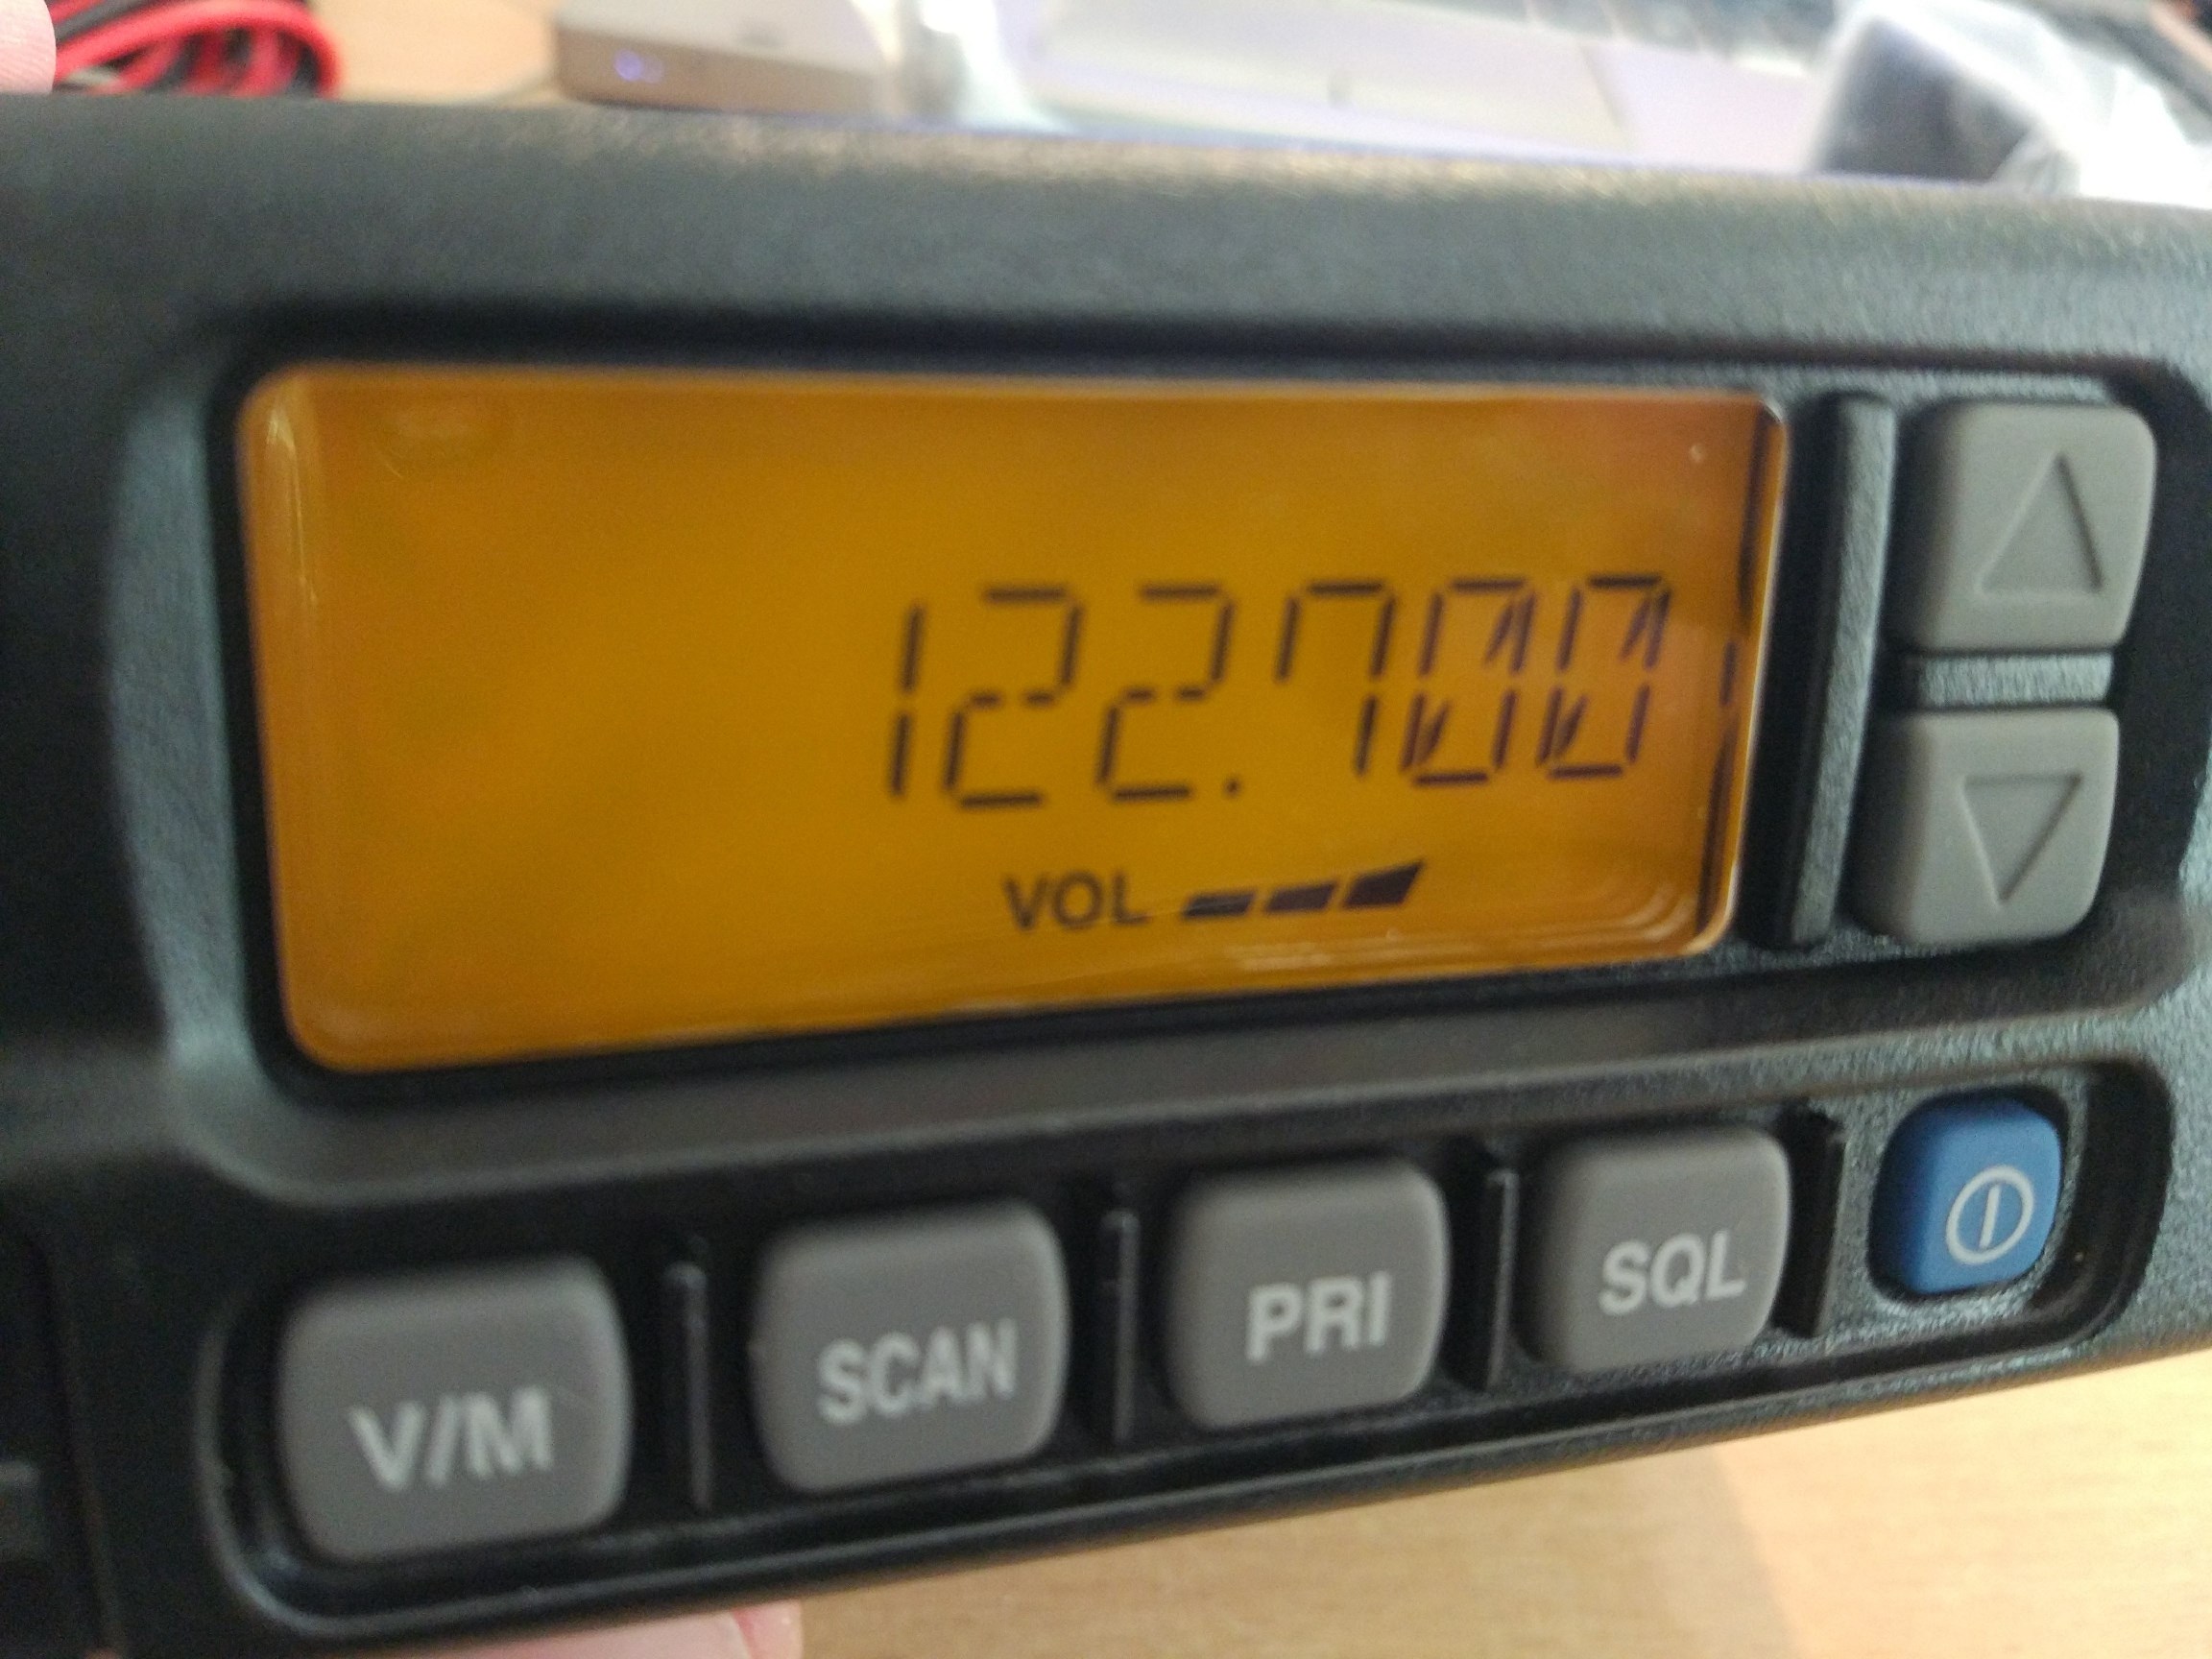 122.700
VOL
V/M SCAN PRI SQL